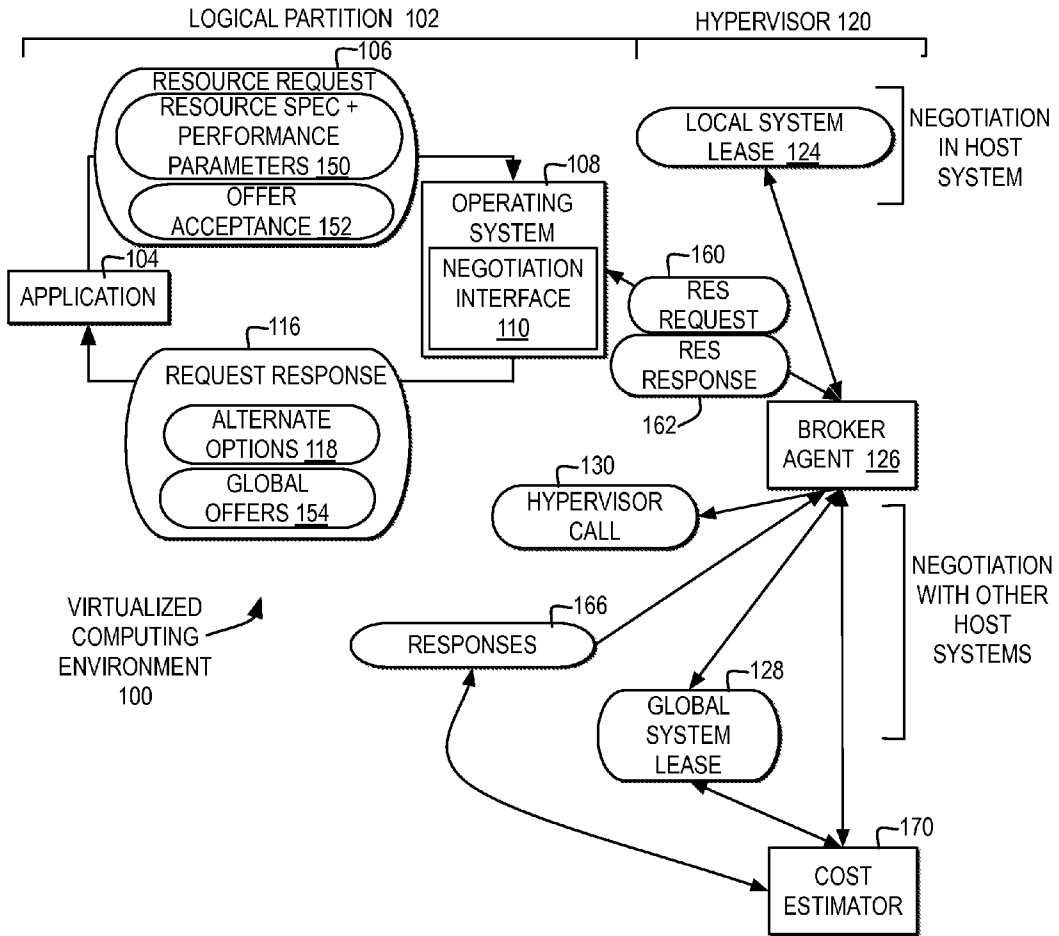 LOGICAL PARTITION 102
HYPERVISOR 120
106
RESOURCE REQUEST
RESOURCE SPEC +
PERFORMANCE
PARAMETERS 150
OFFER
ACCEPTANCE 152
LOCAL SYSTEM
LEASE 124
NEGOTIATION
IN HOST
SYSTEM
108
OPERATING
SYSTEM
NEGOTIATION
INTERFACE
110
104
APPLICATION
160
RES
REQUEST
RES
RESPONSE
162
116
REQUEST RESPONSE
ALTERNATE
OPTIONS 118
GLOBAL
OFFERS 154
BROKER
AGENT 126
130
HYPERVISOR
CALL
NEGOTIATION
WITH OTHER
HOST
SYSTEMS
VIRTUALIZED
COMPUTING
ENVIRONMENT
100
166
RESPONSES
128
GLOBAL
SYSTEM
LEASE
170
COST
ESTIMATOR